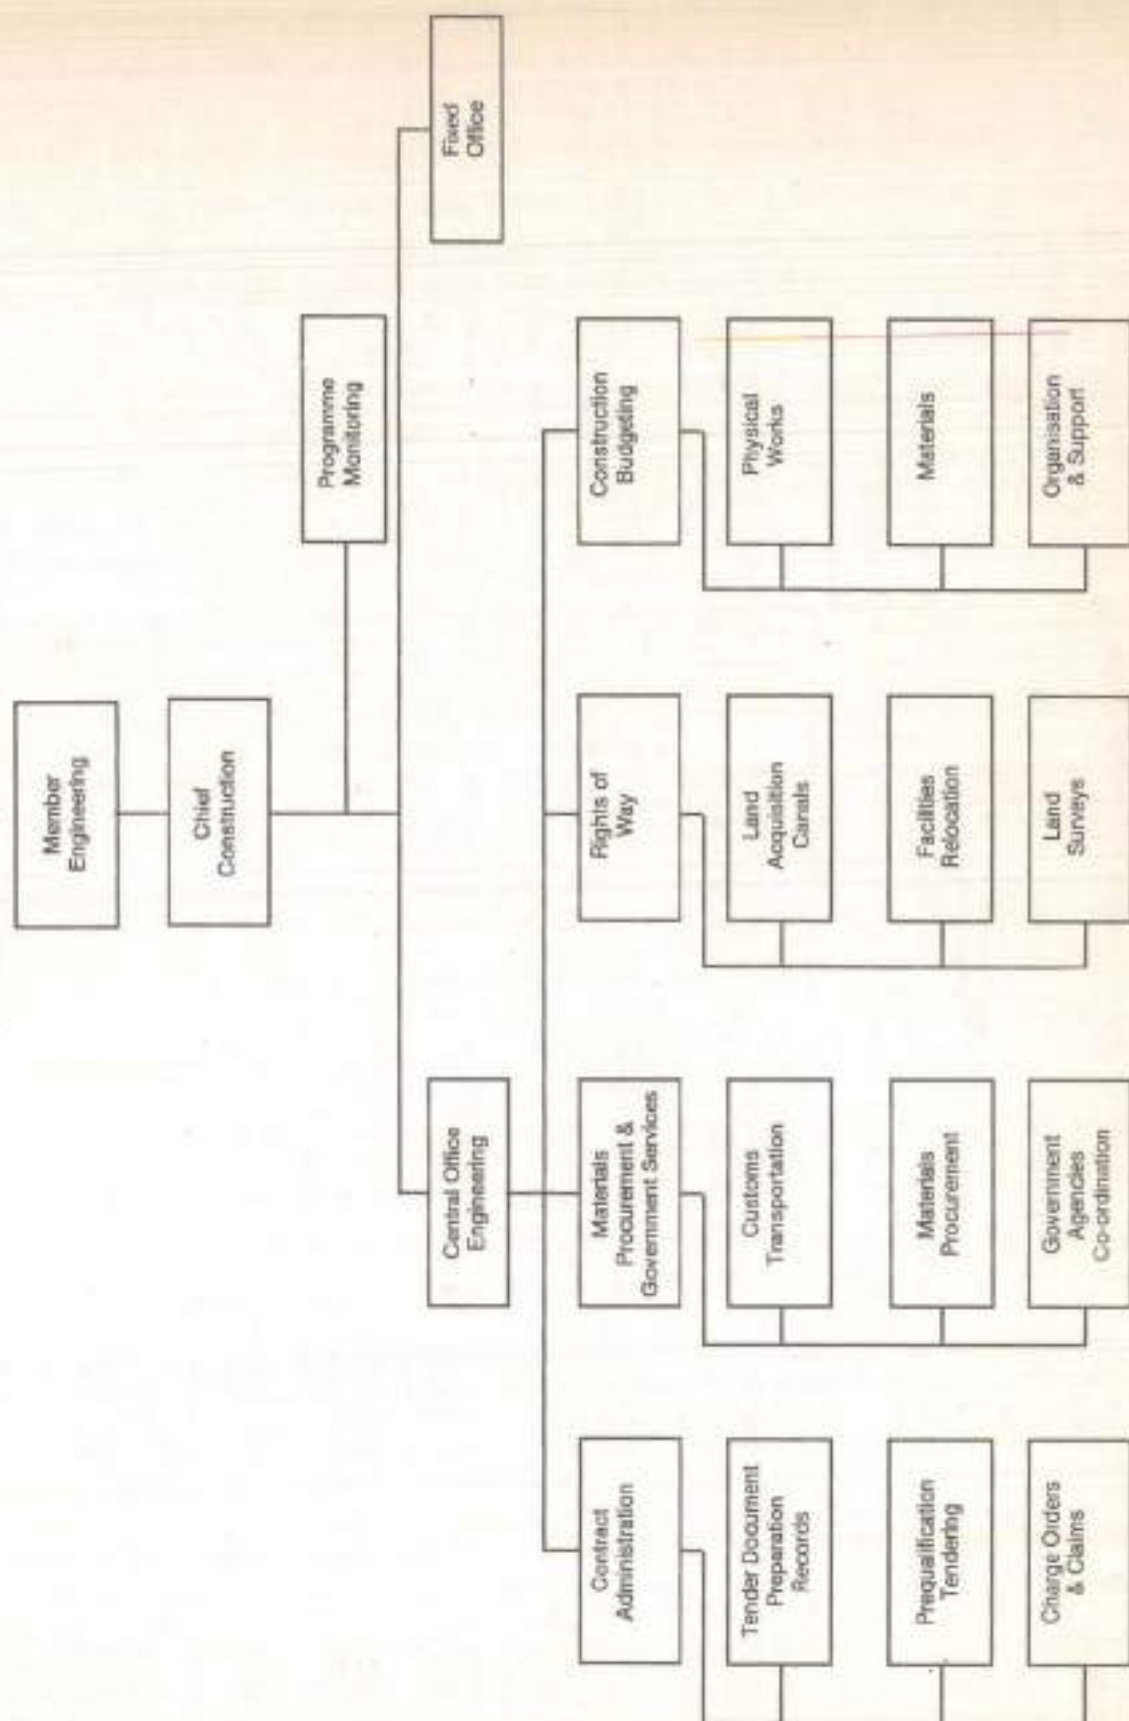 Member
Engineering
Chief
Construction
Programme
Monitoring
Central Office
Engineering
Fixed
Office
Contract
Administration
Materials
Procurement &
Government Services
Rights of
Way
Construction
Budgeting
Tender Document
Preparation
Records
Customs
Transportation
Land
Acquisition
Canals
Physical
Works
Prequalification
Tendering
Materials
Procurement
Facilities
Relocation
Materials
Charge Orders
& Claims
Government
Agencies
Co-ordination
Land
Surveys
Organisation
& Support